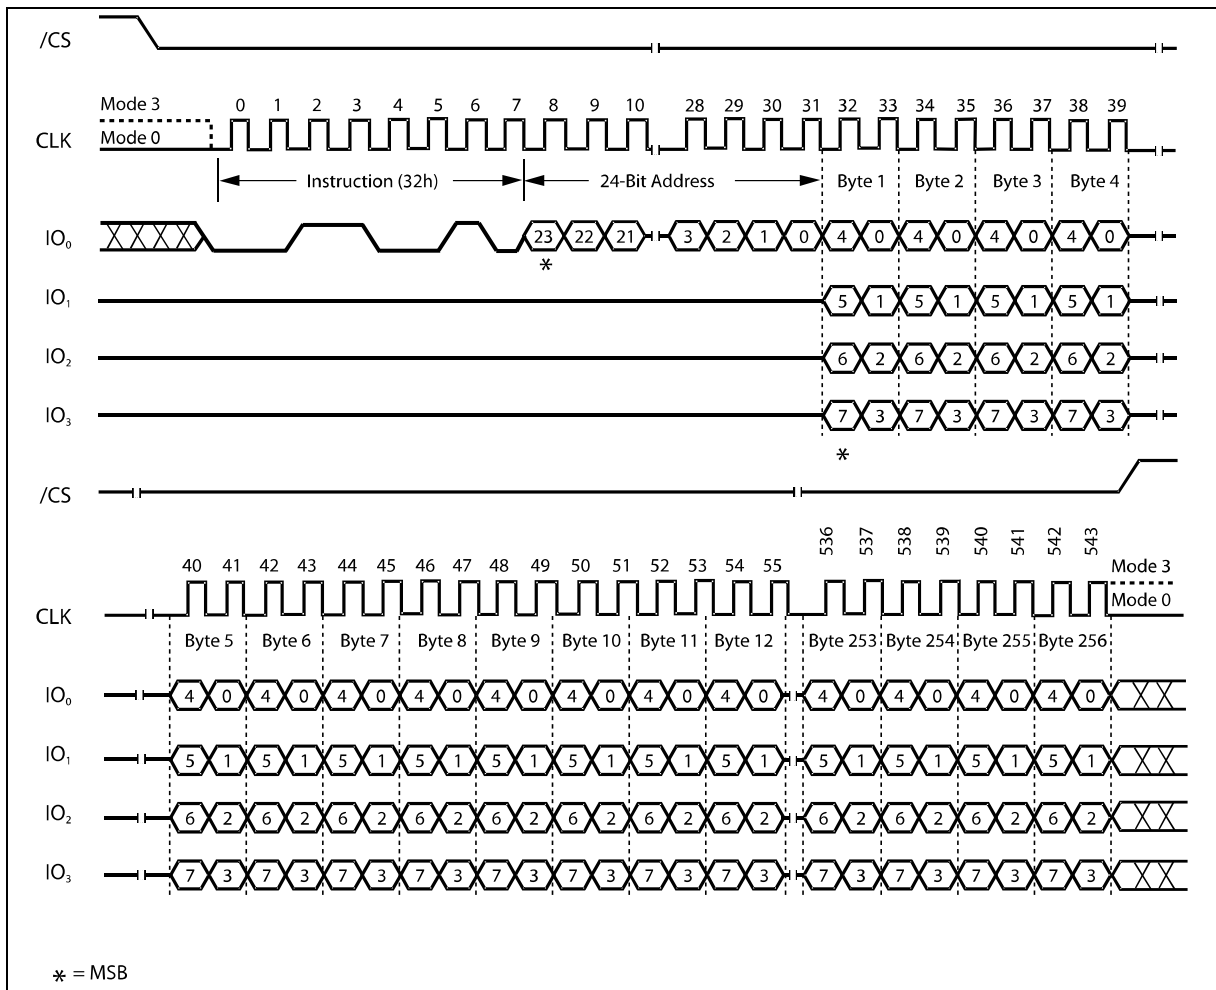 /CS
Mode 3
0 1 2 3 4 5 6 7 8 9 10 28 29 30 31 32 33 34 35 36 37 38 39
CLK
Mode 0
Instruction (32h) 24-Bit Address Byte 1 Byte 2 Byte 3 Byte 4
IO₀ 23 22 21 3 2 1 0 4 0 4 0 4 0 4 0
*
IO₁ 5 1 5 1 5 1 5 1
IO₂ 6 2 6 2 6 2 6 2
IO₃ 7 3 7 3 7 3 7 3
*
/CS
536 537 538 539 540 541 542 543
40 41 42 43 44 45 46 47 48 49 50 51 52 53 54 55
Mode 3
CLK
Mode 0
Byte 5 Byte 6 Byte 7 Byte 8 Byte 9 Byte 10 Byte 11 Byte 12 Byte 253 Byte 254 Byte 255 Byte 256
IO₀ 4 0 4 0 4 0 4 0 4 0 4 0 4 0 4 0 4 0 4 0 4 0 4 0
IO₁ 5 1 5 1 5 1 5 1 5 1 5 1 5 1 5 1 5 1 5 1 5 1 5 1
IO₂ 6 2 6 2 6 2 6 2 6 2 6 2 6 2 6 2 6 2 6 2 6 2 6 2
IO₃ 7 3 7 3 7 3 7 3 7 3 7 3 7 3 7 3 7 3 7 3 7 3 7 3
* = MSB